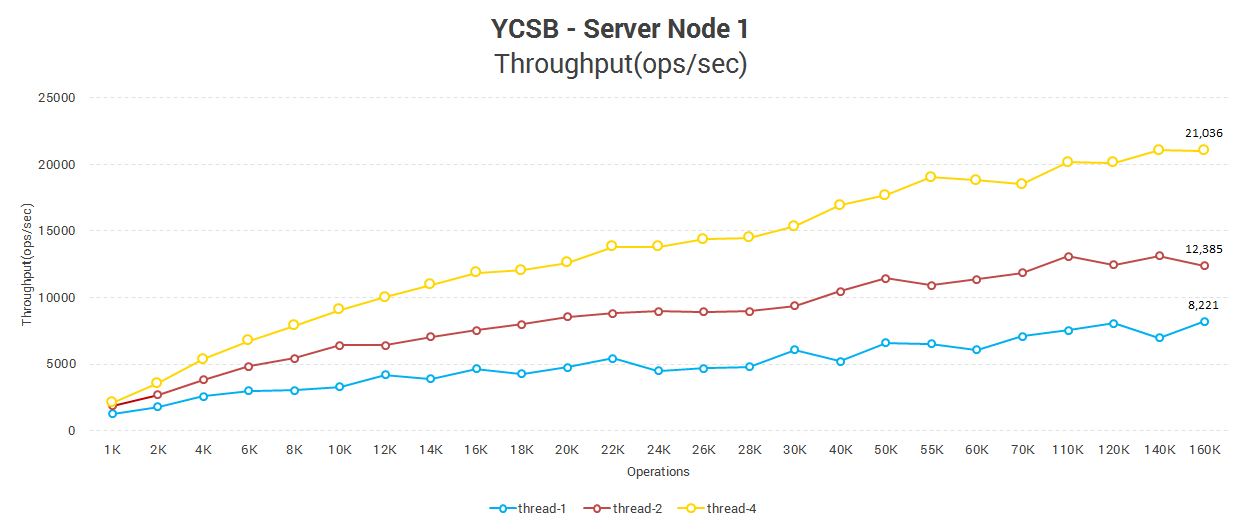 YCSB - Server Node 1
Throughput(ops/sec)
25000
20000
15000
10000
5000
0
Throughput(ops/sec)
21,036
12,385
8,221
1K 2K 4K 6K 8K 10K 12K 14K 16K 18K 20K 22K 24K 26K 28K 30K 40K 50K 55K 60K 70K 110K 120K 140K 160K
Operations
thread-1 thread-2 thread-4